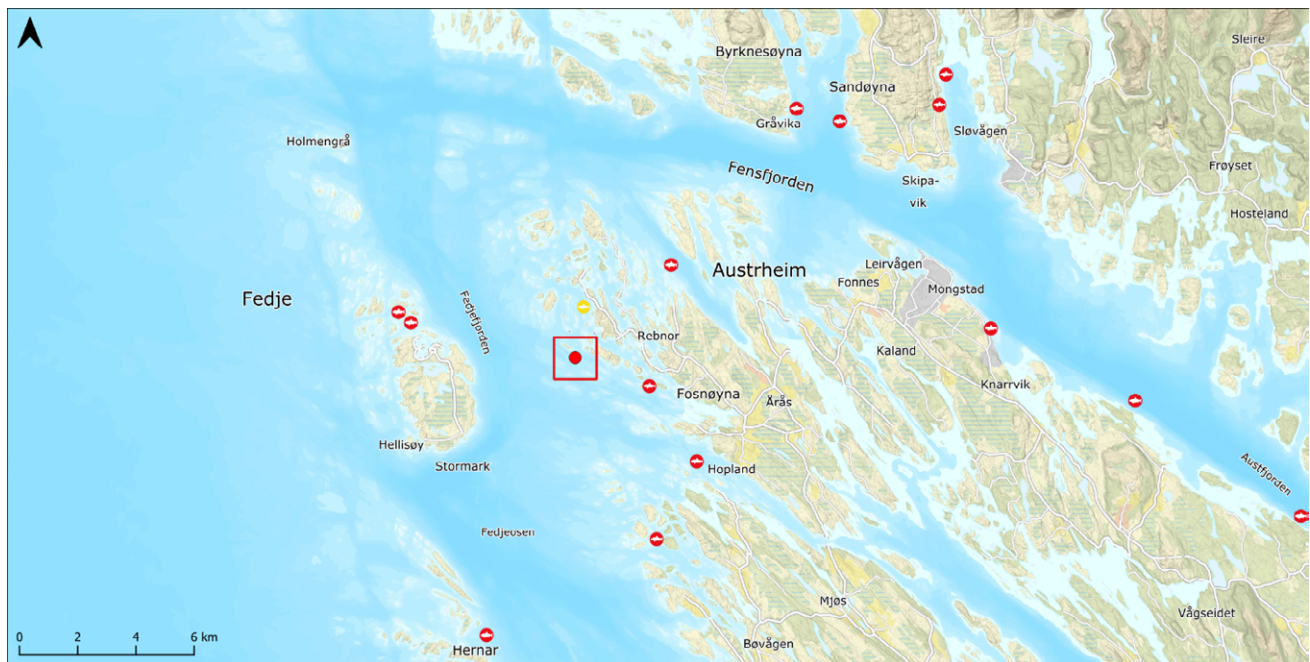 Sleire
Byrknesøyna
Sandøyna
Gråvika
Sløvågen
Holmengrå
Frøyset
Fensfjorden
Skipa-
vik
Hosteland
Leirvågen
Austrheim
Fonnes
Mongstad
Fedje
Fedjefjorden
Rebnor
Kaland
Knarrvik
Fosnøyna
Årås
Hellisøy
Stormark
Hopland
Austfjorden
Fedjeosen
Mjøs
Vågseidet
Bøvågen
Hernar
0 2 4 6 km